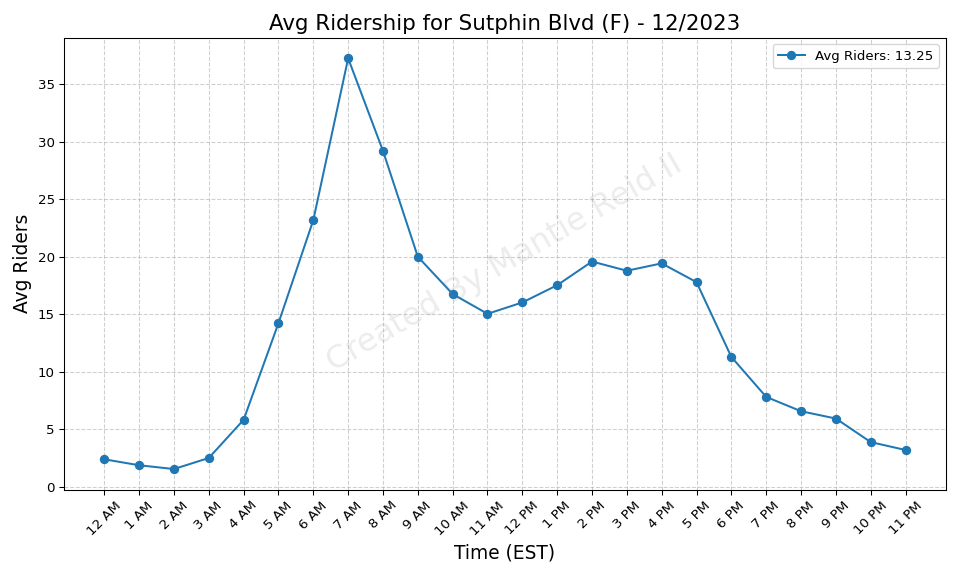 Avg Ridership for Sutphin Blvd (F) - 12/2023
Avg Riders: 13.25
Avg Riders
35
30
25
20
15
10
5
0
Created By Mantle Reid II
12 AM
1 AM
2 AM
3 AM
4 AM
5 AM
6 AM
7 AM
8 AM
9 AM
10 AM
11 AM
12 PM
1 PM
2 PM
3 PM
4 PM
5 PM
6 PM
7 PM
8 PM
9 PM
10 PM
11 PM
Time (EST)